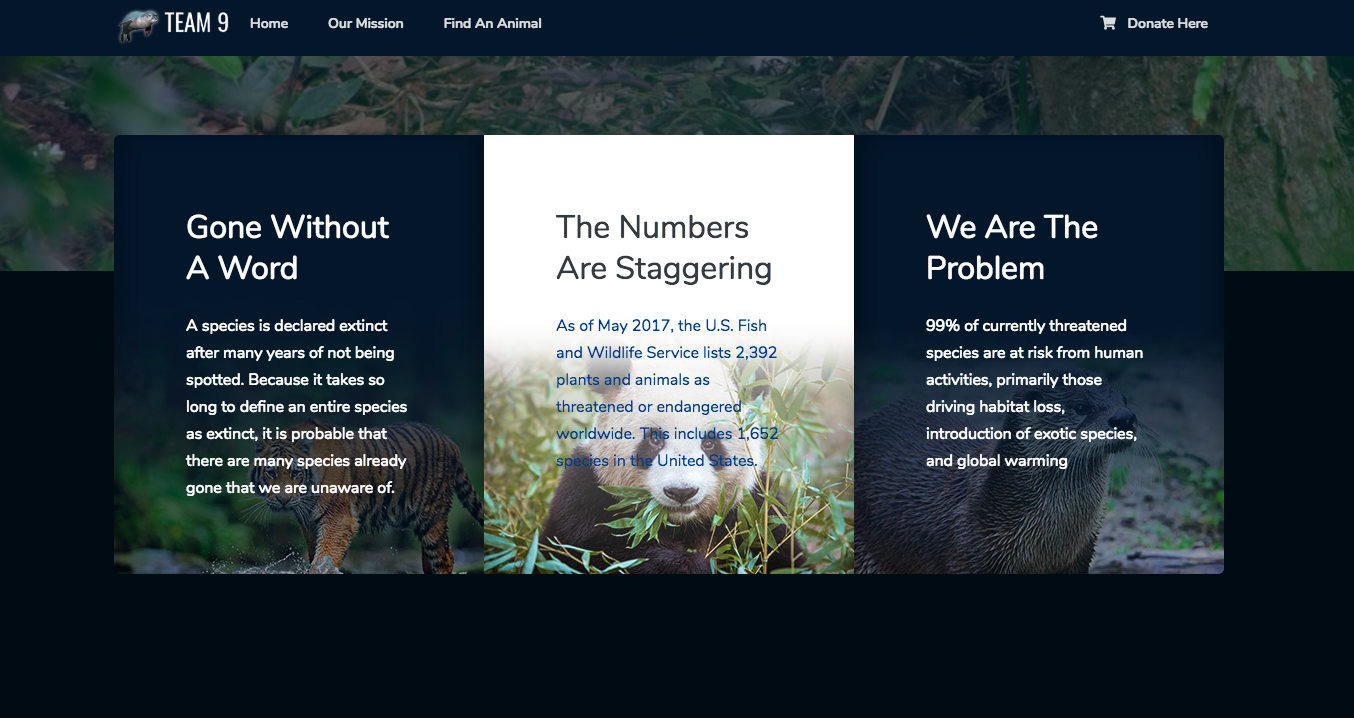 TEAM 9 Home Our Mission Find An Animal Donate Here
Gone Without
A Word
A species is declared extinct
after many years of not being
spotted. Because it takes so
long to define an entire species
as extinct, it is probable that
there are many species already
gone that we are unaware of.
The Numbers
Are Staggering
As of May 2017, the U.S. Fish
and Wildlife Service lists 2,392
plants and animals as
threatened or endangered
worldwide. This includes 1,652
species in the United States.
We Are The
Problem
99% of currently threatened
species are at risk from human
activities, primarily those
driving habitat loss,
introduction of exotic species,
and global warming